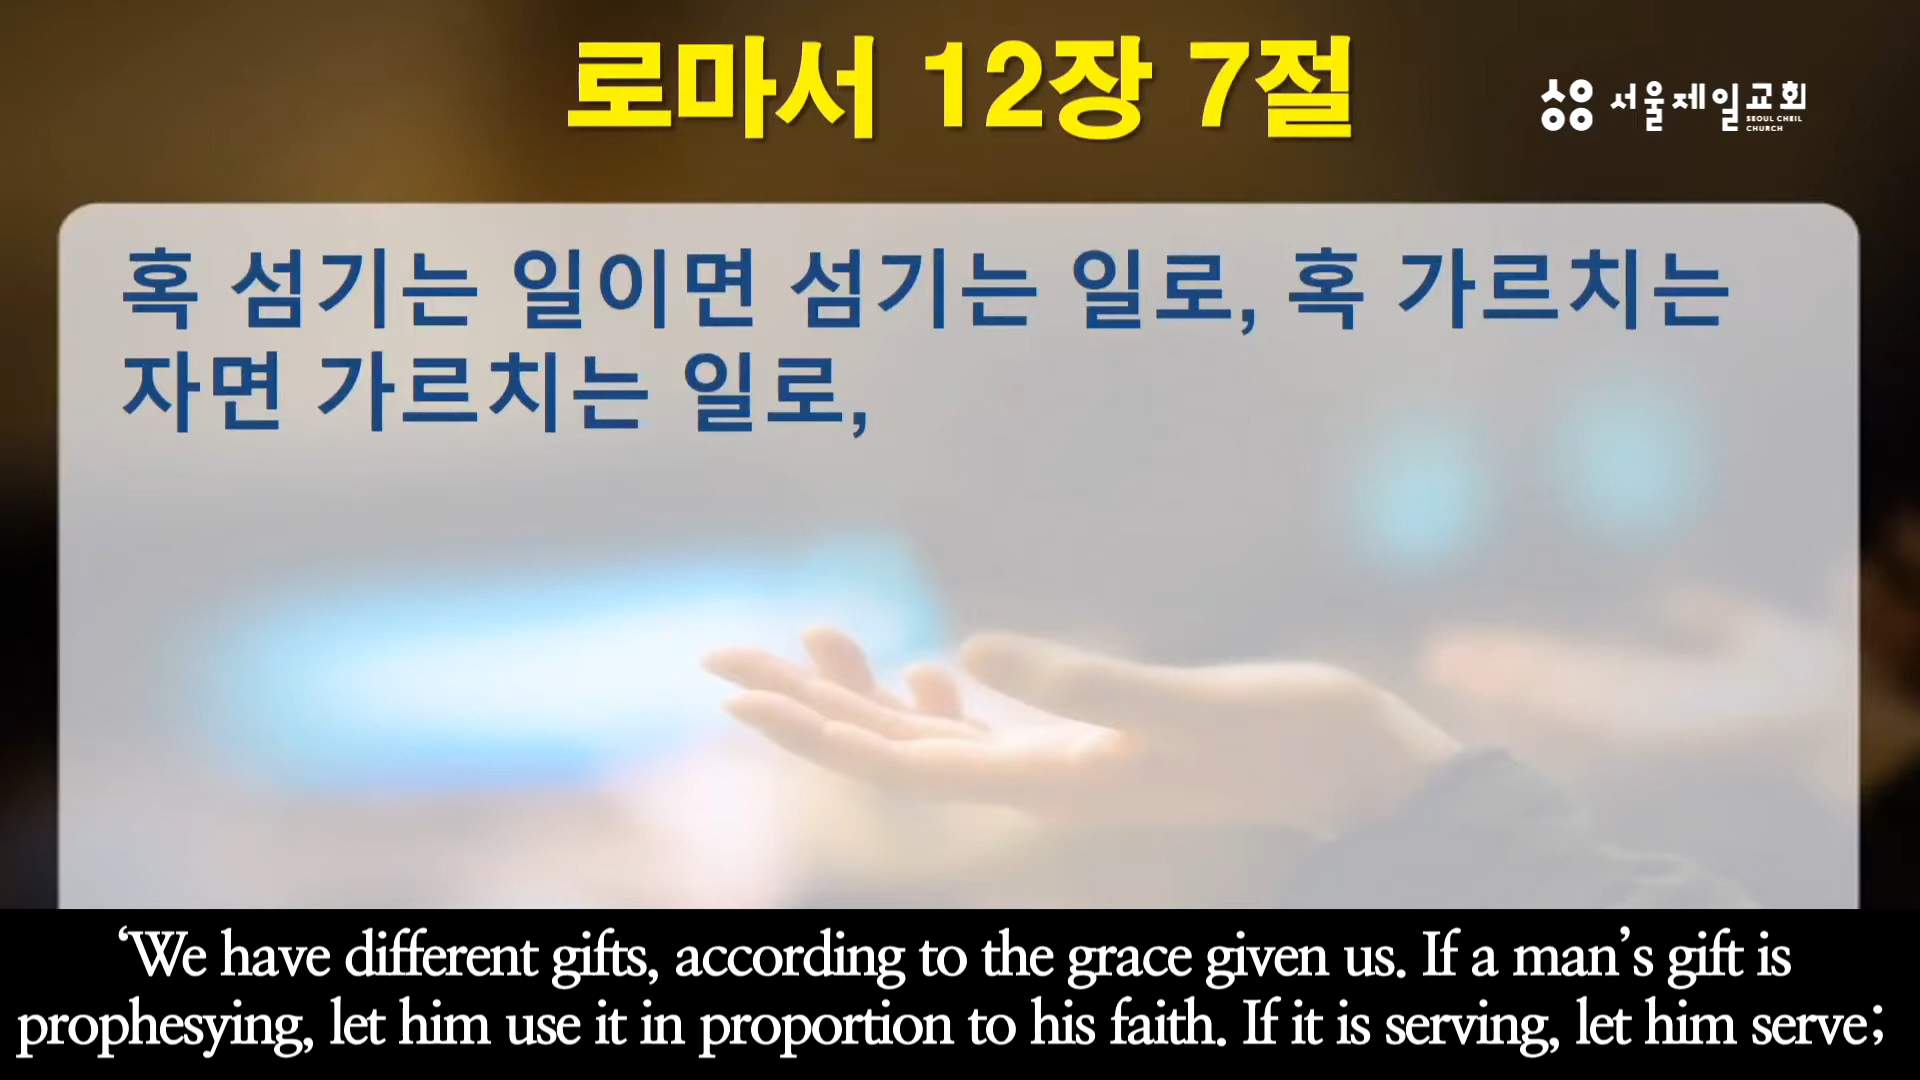 로마서 12장 7절
서울제일교회
SEOUL CHEIL
CHURCH
혹 섬기는 일이면 섬기는 일로, 혹 가르치는
자면 가르치는 일로,
‘We have different gifts, according to the grace given us. If a man’s gift is
prophesying, let him use it in proportion to his faith. If it is serving, let him serve;